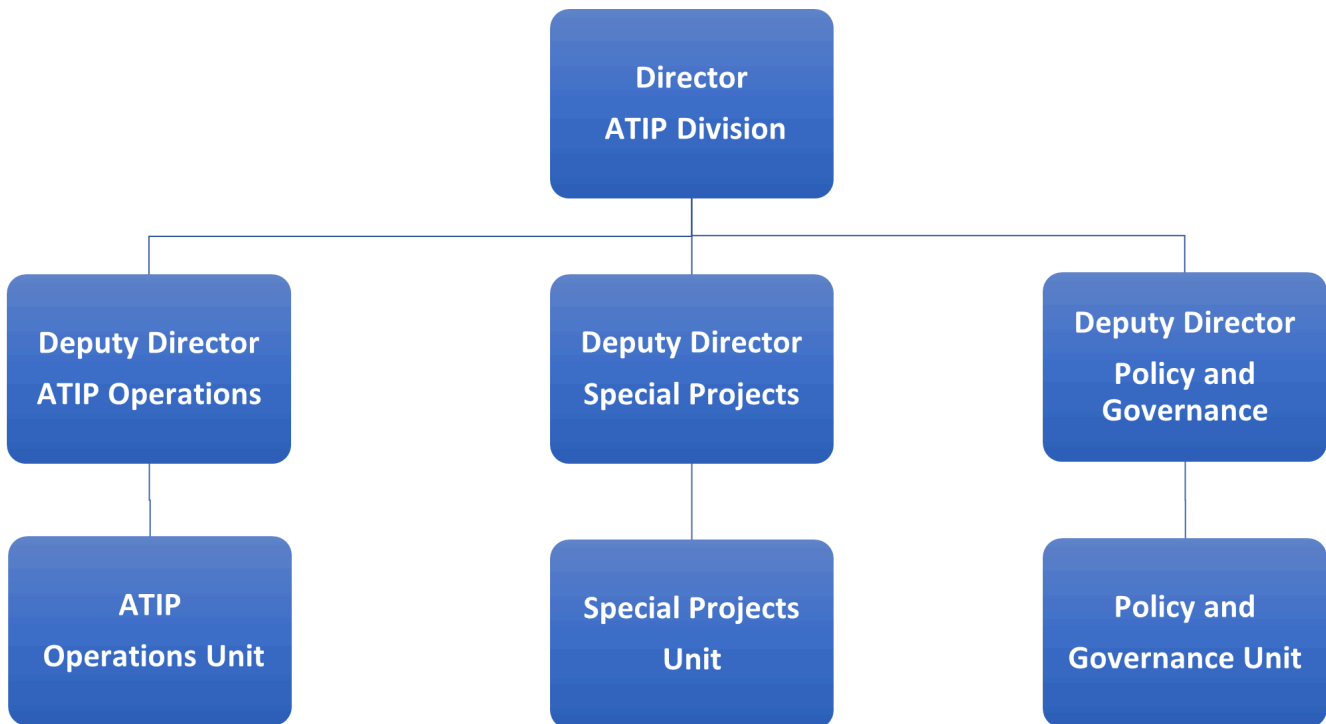 Director
ATIP Division
Deputy Director
ATIP Operations
Deputy Director
Special Projects
Deputy Director
Policy and
Governance
ATIP
Operations Unit
Special Projects
Unit
Policy and
Governance Unit